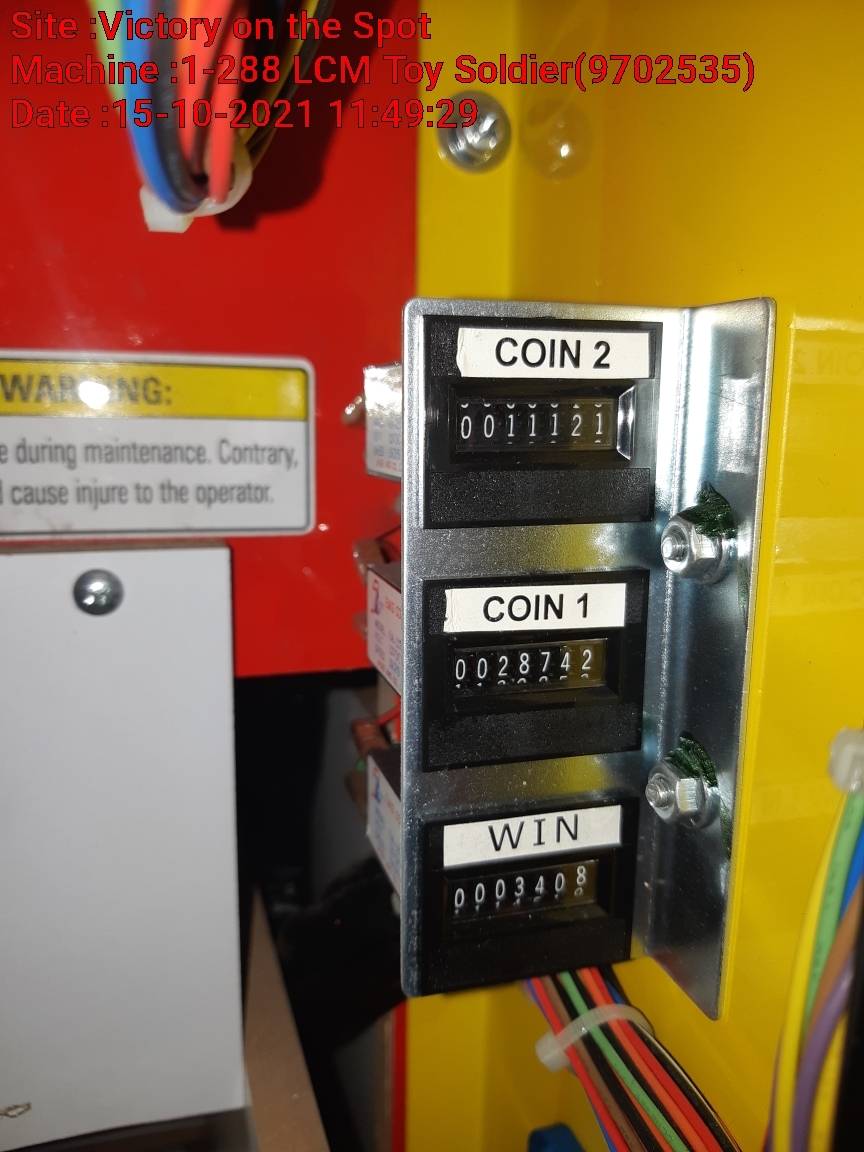 Site :Victory on the Spot
Machine :1-288 LCM Toy Soldier(9702535)
Date :15-10-2021 11:49:29
WARNING:
e during maintenance. Contrary,
cause injure to the operator.
COIN 2
0011121
COIN 1
0028742
WIN
0003408